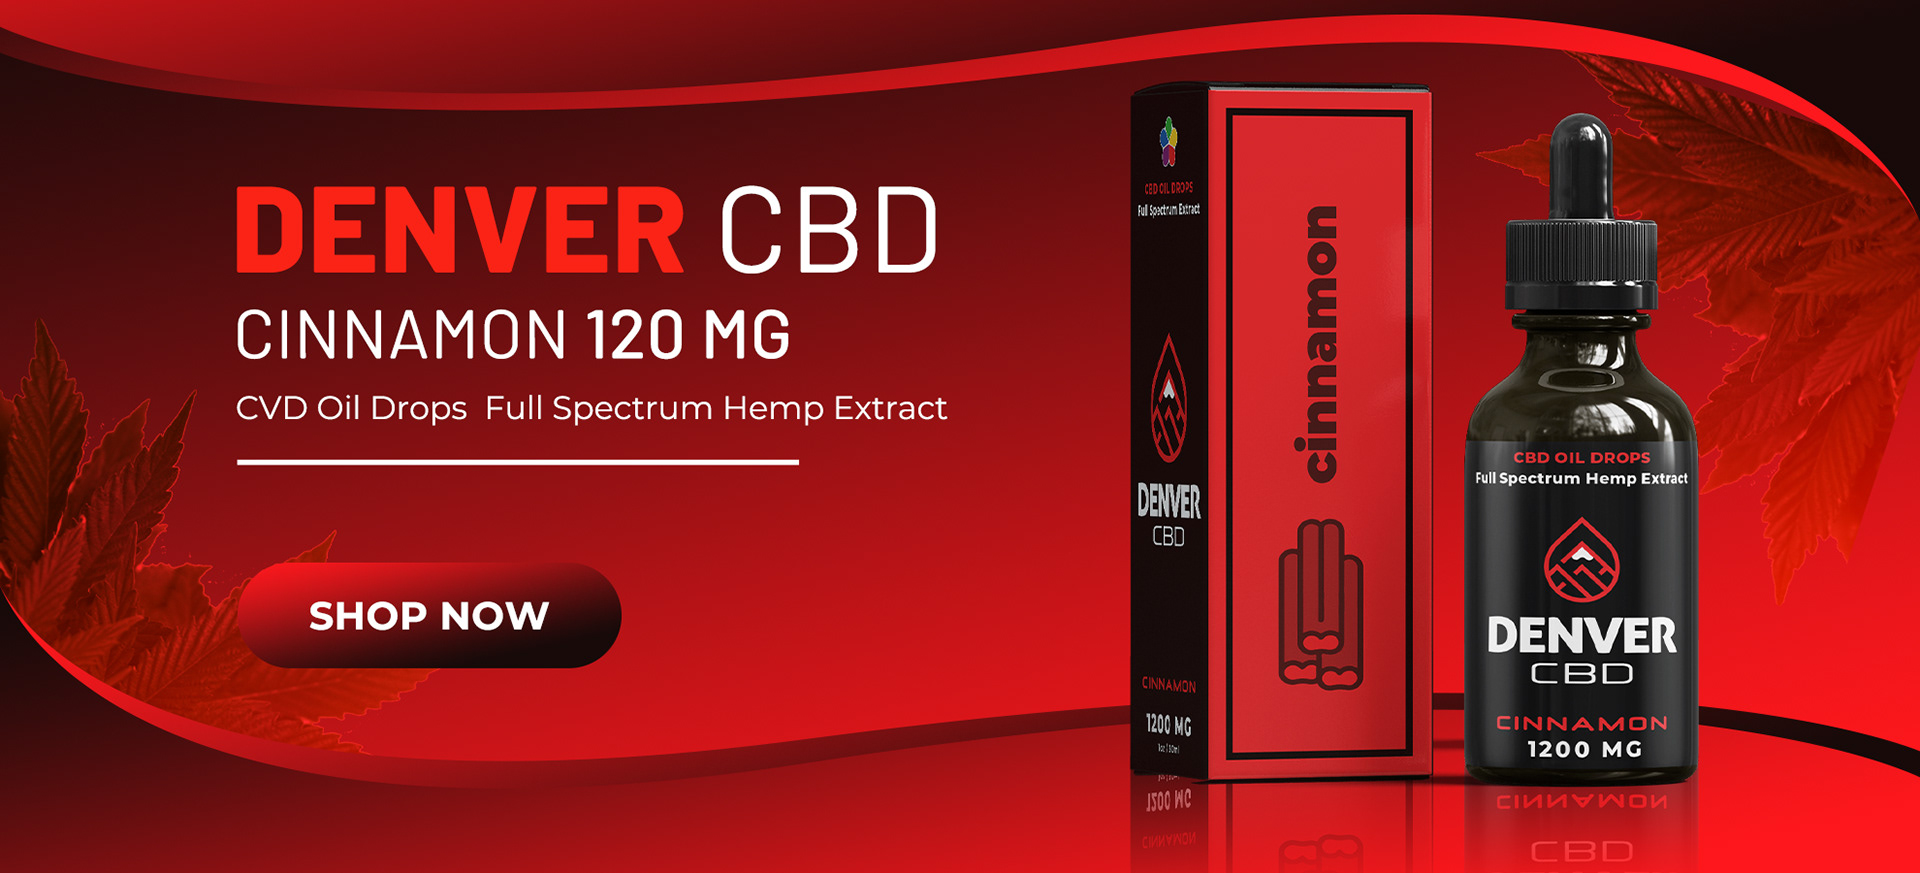 DENVER CBD
CINNAMON 120 MG
CVD Oil Drops Full Spectrum Hemp Extract
SHOP NOW
CBD OIL DROPS
Full Spectrum Extract
DENVER
CBD
CINNAMON
1200 MG
1oz (30ml)
cinnamon
CBD OIL DROPS
Full Spectrum Hemp Extract
DENVER
CBD
CINNAMON
1200 MG